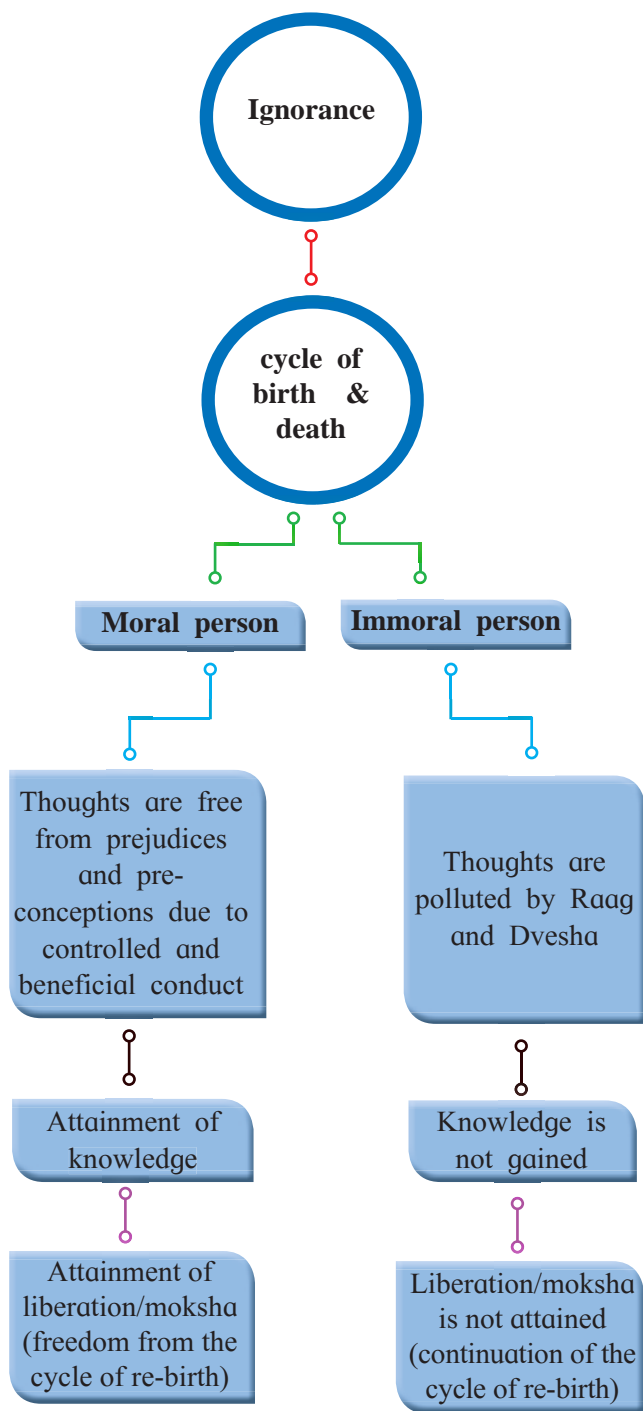 Ignorance
cycle of
birth &
death
Moral person
Immoral person
Thoughts are free
from prejudices
and pre-
conceptions due to
controlled and
beneficial conduct
Thoughts are
polluted by Raag
and Dvesha
Attainment of
knowledge
Knowledge is
not gained
Attainment of
liberation/moksha
(freedom from the
cycle of re-birth)
Liberation/moksha
is not attained
(continuation of the
cycle of re-birth)